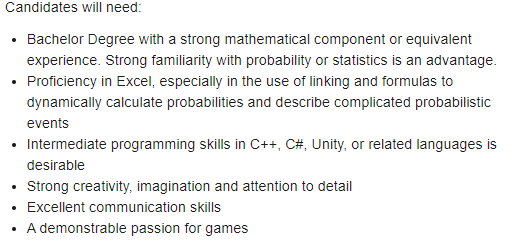 Candidates will need:
• Bachelor Degree with a strong mathematical component or equivalent
experience. Strong familiarity with probability or statistics is an advantage.
• Proficiency in Excel, especially in the use of linking and formulas to
dynamically calculate probabilities and describe complicated probabilistic
events
• Intermediate programming skills in C++, C#, Unity, or related languages is
desirable
• Strong creativity, imagination and attention to detail
• Excellent communication skills
• A demonstrable passion for games